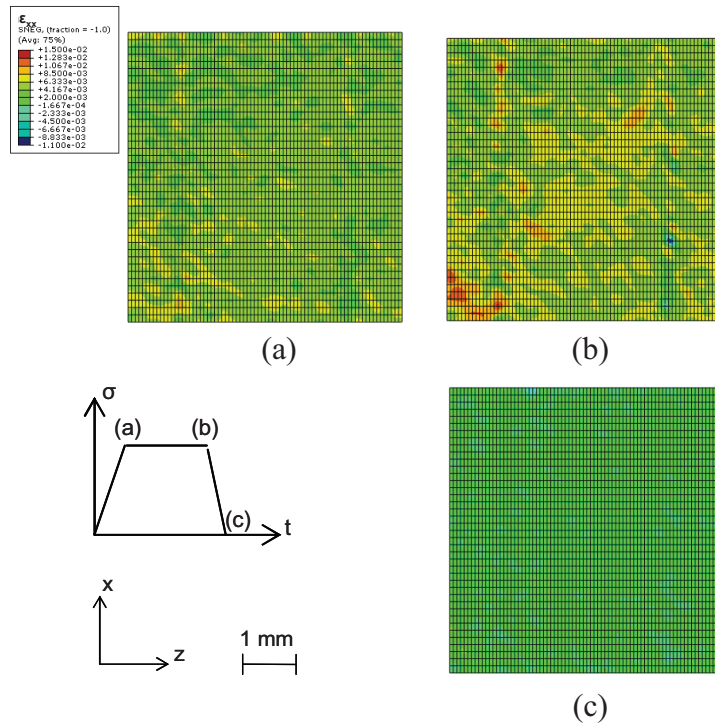 εxx
SNEG, (fraction = -1.0)
(Avg: 75%)
+1.500e-02
+1.283e-02
+1.067e-02
+8.500e-03
+6.333e-03
+4.167e-03
+2.000e-03
-1.667e-04
-2.333e-03
-4.500e-03
-6.667e-03
-8.833e-03
-1.100e-02
(a)
(b)
σ
(a)
(b)
(c)
t
x
z
1 mm
(c)